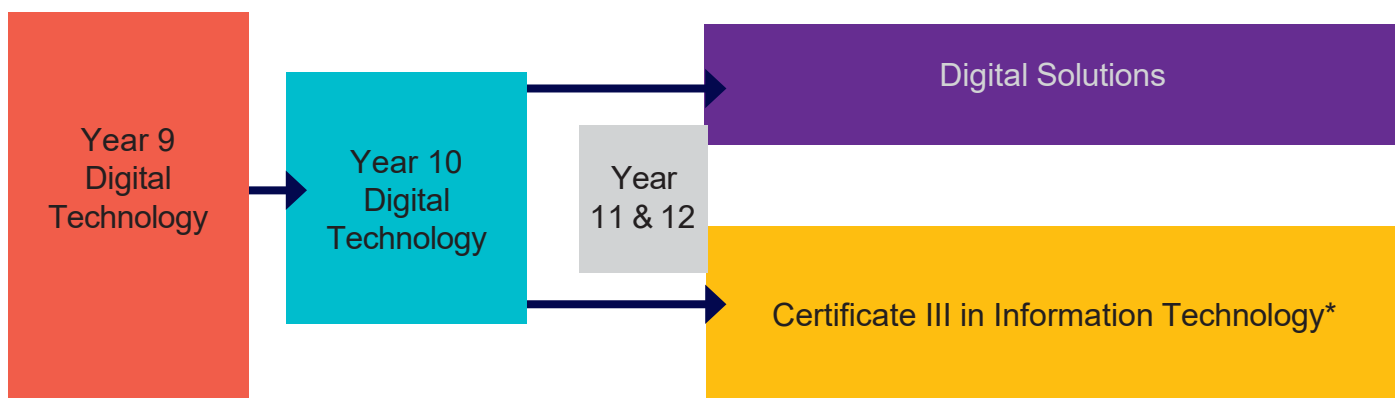 Year 9
Digital
Technology
Year 10
Digital
Technology
Year
11 & 12
Digital Solutions
Certificate III in Information Technology*